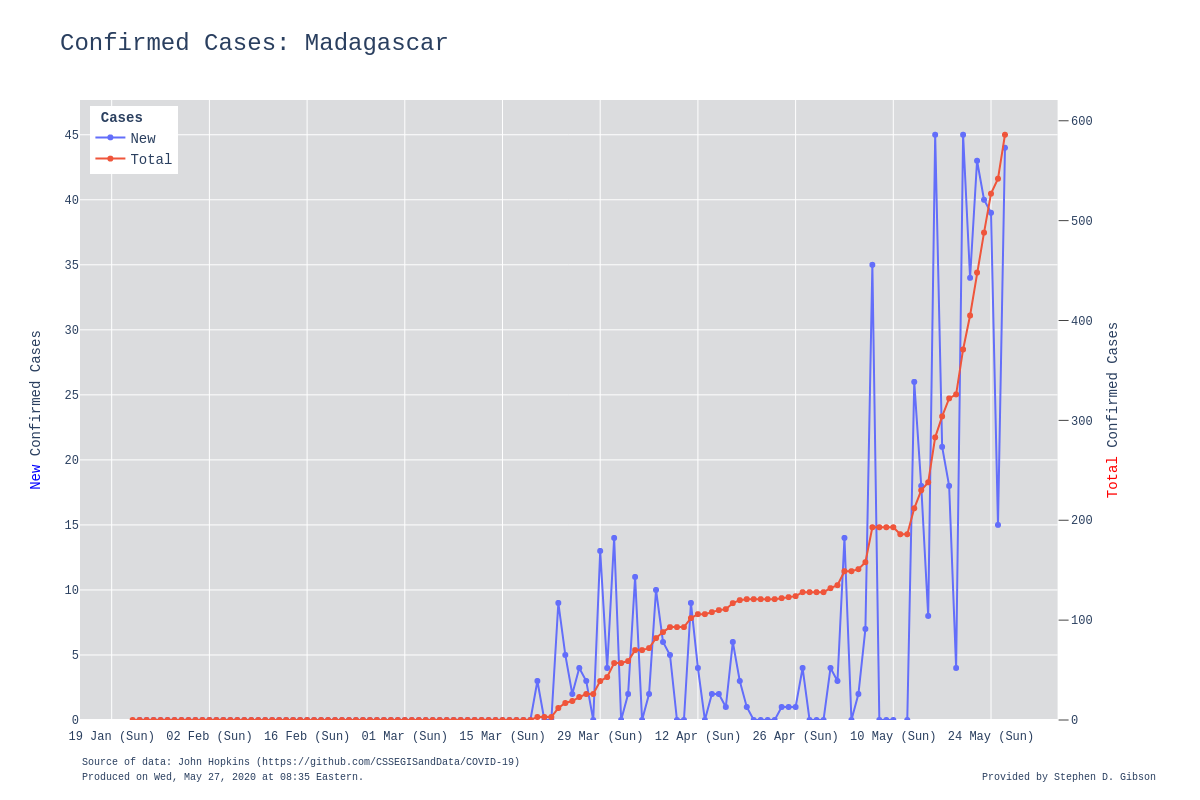 Confirmed Cases: Madagascar
Cases
New
Total
45
40
35
30
25
20
15
10
5
0
600
500
400
300
200
100
0
New Confirmed Cases
Total Confirmed Cases
19 Jan (Sun) 02 Feb (Sun) 16 Feb (Sun) 01 Mar (Sun) 15 Mar (Sun) 29 Mar (Sun) 12 Apr (Sun) 26 Apr (Sun) 10 May (Sun) 24 May (Sun)
Source of data: John Hopkins (https://github.com/CSSEGISandData/COVID-19)
Produced on Wed, May 27, 2020 at 08:35 Eastern.
Provided by Stephen D. Gibson